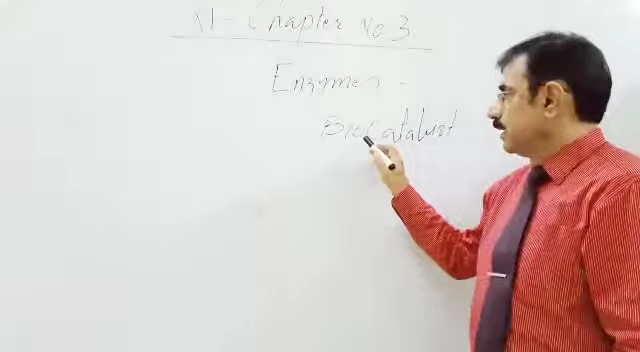 XI - Chapter No 3
Enzymes -
BioCatalyst